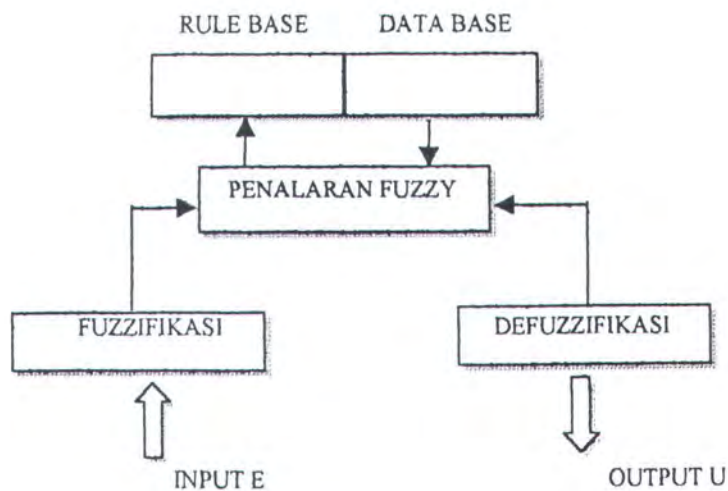 RULE BASE DATA BASE
PENALARAN FUZZY
FUZZIFIKASI DEFUZZIFIKASI
INPUT E OUTPUT U